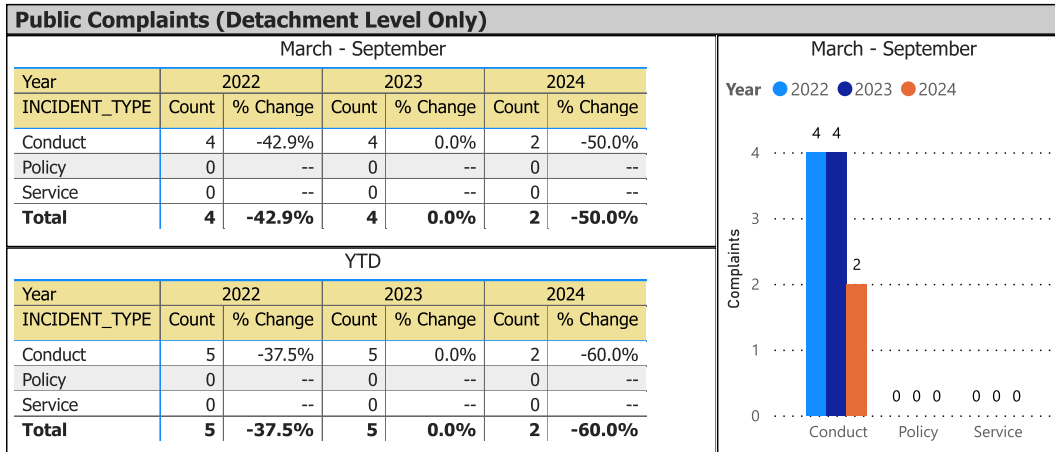 Public Complaints (Detachment Level Only)
March - September
Year 2022 2023 2024
INCIDENT_TYPE Count % Change Count % Change Count % Change
Conduct 4 -42.9% 4 0.0% 2 -50.0%
Policy 0 -- 0 -- 0 --
Service 0 -- 0 -- 0 --
Total 4 -42.9% 4 0.0% 2 -50.0%
YTD
Year 2022 2023 2024
INCIDENT_TYPE Count % Change Count % Change Count % Change
Conduct 5 -37.5% 5 0.0% 2 -60.0%
Policy 0 -- 0 -- 0 --
Service 0 -- 0 -- 0 --
Total 5 -37.5% 5 0.0% 2 -60.0%
March - September
Year 2022 2023 2024
4 4
4
3
2
2
1
0 0 0 0 0 0
0
Complaints
Conduct Policy Service